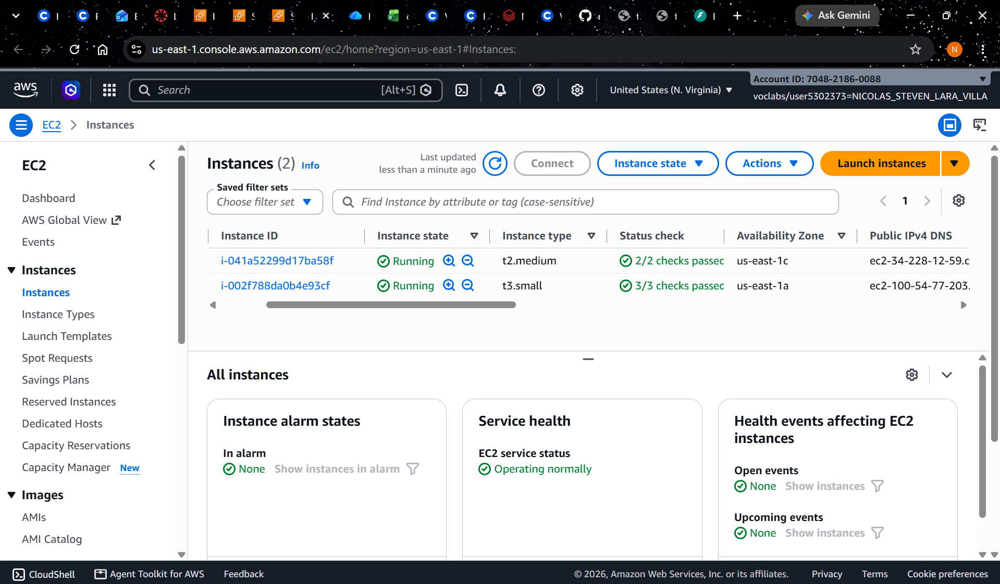 Ask Gemini
us-east-1.console.aws.amazon.com/ec2/home?region=us-east-1#Instances:
N
aws
Search
[Alt+S]
United States (N. Virginia)
Account ID: 7048-2186-0088
voclabs/user5302373=NICOLAS_STEVEN_LARA_VILLA
EC2
Instances
EC2
Dashboard
AWS Global View
Events
Instances
Instances
Instance Types
Launch Templates
Spot Requests
Savings Plans
Reserved Instances
Dedicated Hosts
Capacity Reservations
Capacity Manager New
Images
AMIs
AMI Catalog
Instances (2) Info
Last updated
less than a minute ago
Connect
Instance state
Actions
Launch instances
Saved filter sets
Choose filter set
Find Instance by attribute or tag (case-sensitive)
1
Instance ID Instance state Instance type Status check Availability Zone Public IPv4 DNS
i-041a52299d17ba58f Running t2.medium 2/2 checks passed us-east-1c ec2-34-228-12-59.c
i-002f788da0b4e93cf Running t3.small 3/3 checks passed us-east-1a ec2-100-54-77-203.
All instances
Instance alarm states
In alarm
None Show instances in alarm
Service health
EC2 service status
Operating normally
Health events affecting EC2
instances
Open events
None Show instances
Upcoming events
None Show instances
CloudShell
Agent Toolkit for AWS
Feedback
© 2026, Amazon Web Services, Inc. or its affiliates.
Privacy
Terms
Cookie preferences